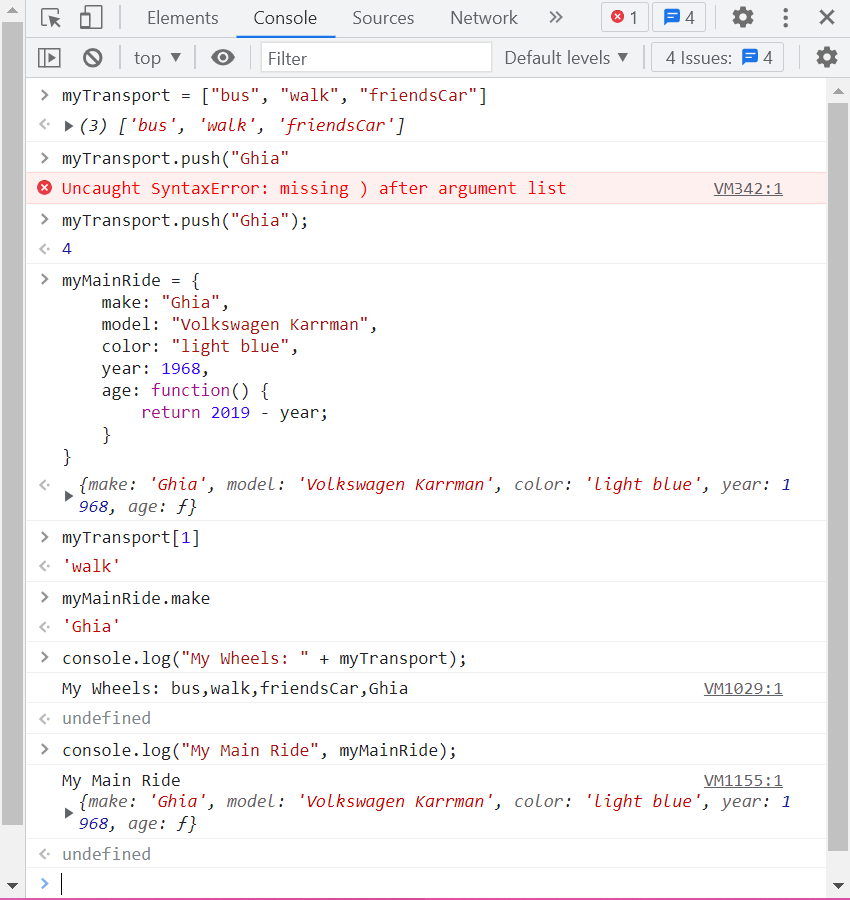 Elements Console Sources Network 1 4
top Filter Default levels 4 Issues: 4
myTransport = ["bus", "walk", "friendsCar"]
(3) ['bus', 'walk', 'friendsCar']
myTransport.push("Ghia"
Uncaught SyntaxError: missing ) after argument list VM342:1
myTransport.push("Ghia");
4
myMainRide = {
make: "Ghia",
model: "Volkswagen Karrman",
color: "light blue",
year: 1968,
age: function() {
return 2019 - year;
}
}
{make: 'Ghia', model: 'Volkswagen Karrman', color: 'light blue', year: 1
968, age: ƒ}
myTransport[1]
'walk'
myMainRide.make
'Ghia'
console.log("My Wheels: " + myTransport);
My Wheels: bus,walk,friendsCar,Ghia VM1029:1
undefined
console.log("My Main Ride", myMainRide);
My Main Ride VM1155:1
{make: 'Ghia', model: 'Volkswagen Karrman', color: 'light blue', year: 1
968, age: ƒ}
undefined